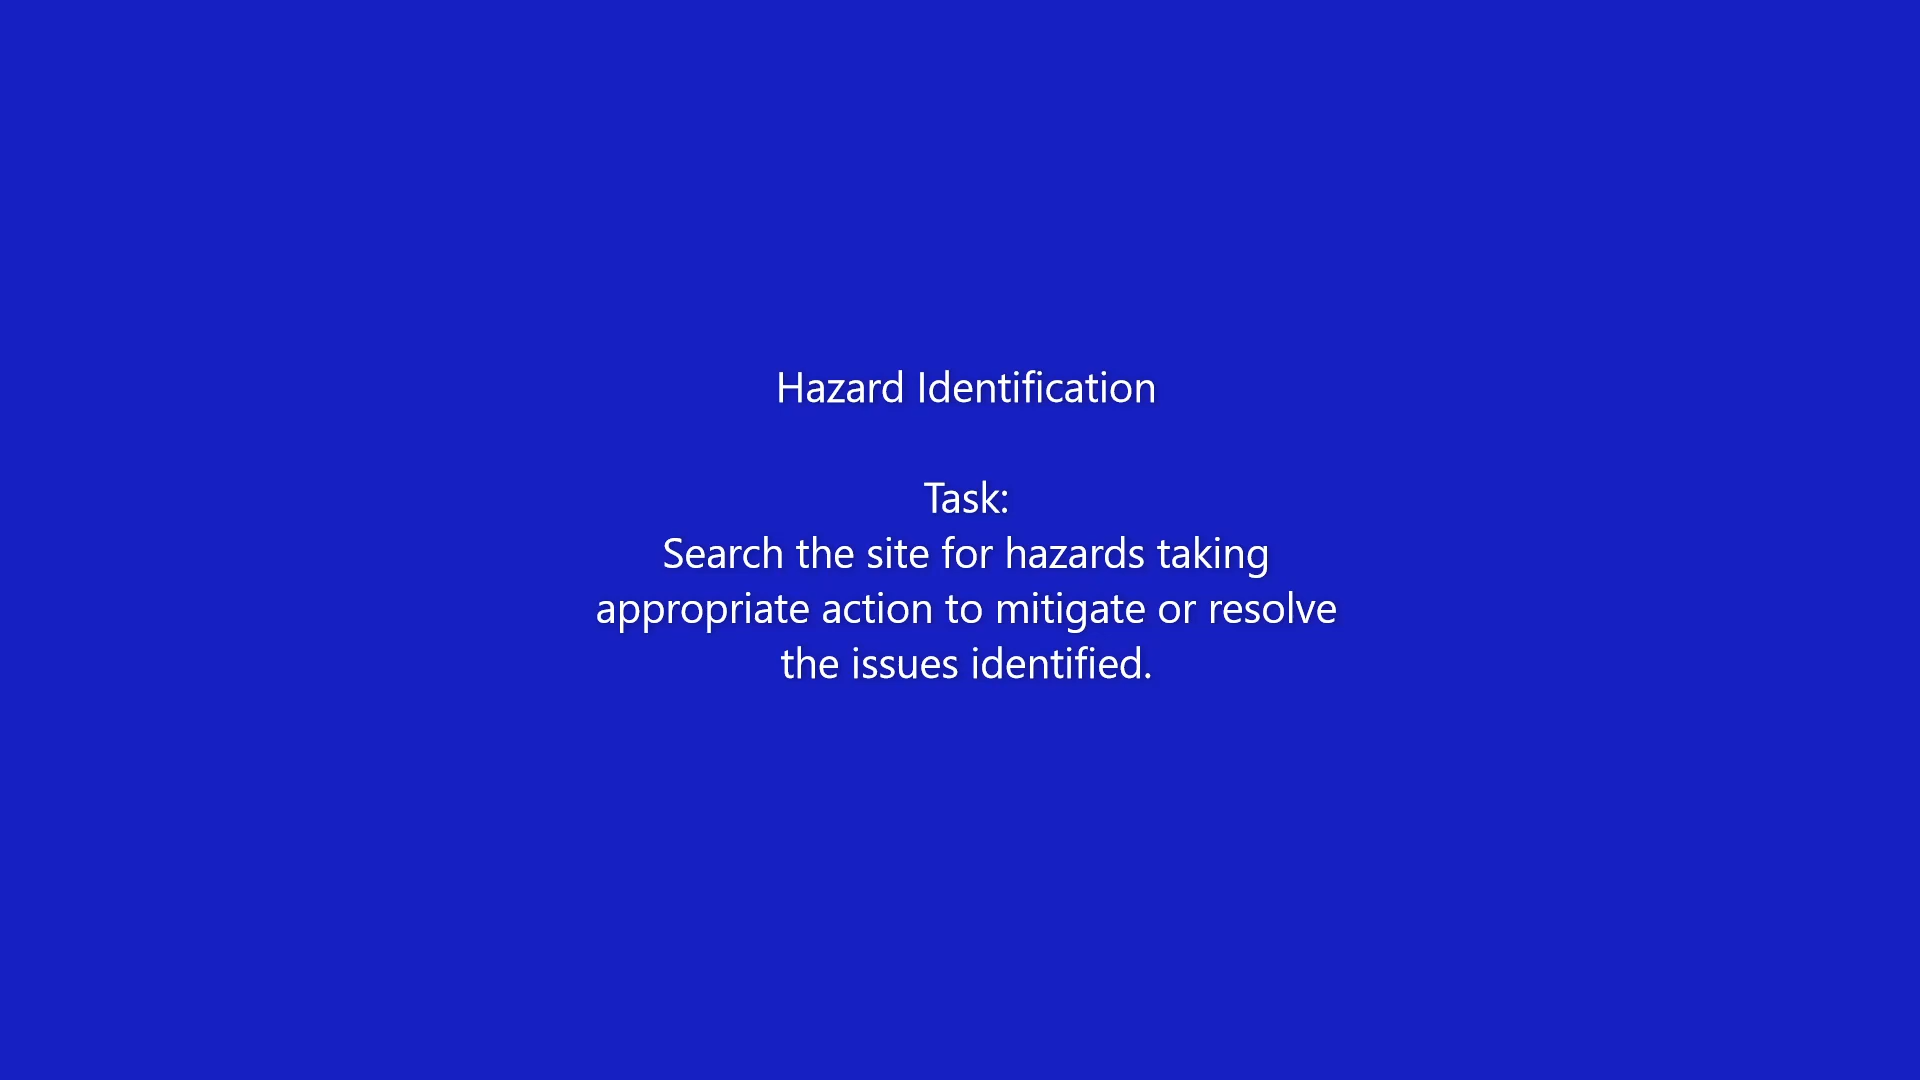 Hazard Identification
Task:
Search the site for hazards taking
appropriate action to mitigate or resolve
the issues identified.